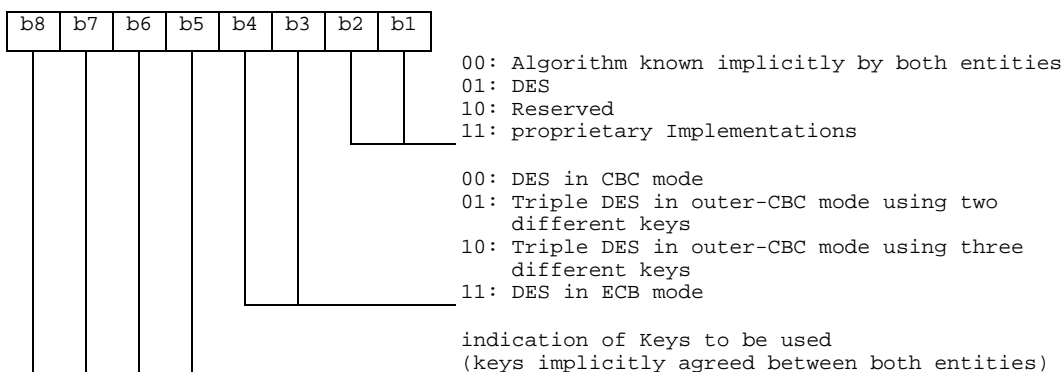 b8 b7 b6 b5 b4 b3 b2 b1
00: Algorithm known implicitly by both entities
01: DES
10: Reserved
11: proprietary Implementations
00: DES in CBC mode
01: Triple DES in outer-CBC mode using two
different keys
10: Triple DES in outer-CBC mode using three
different keys
11: DES in ECB mode
indication of Keys to be used
(keys implicitly agreed between both entities)